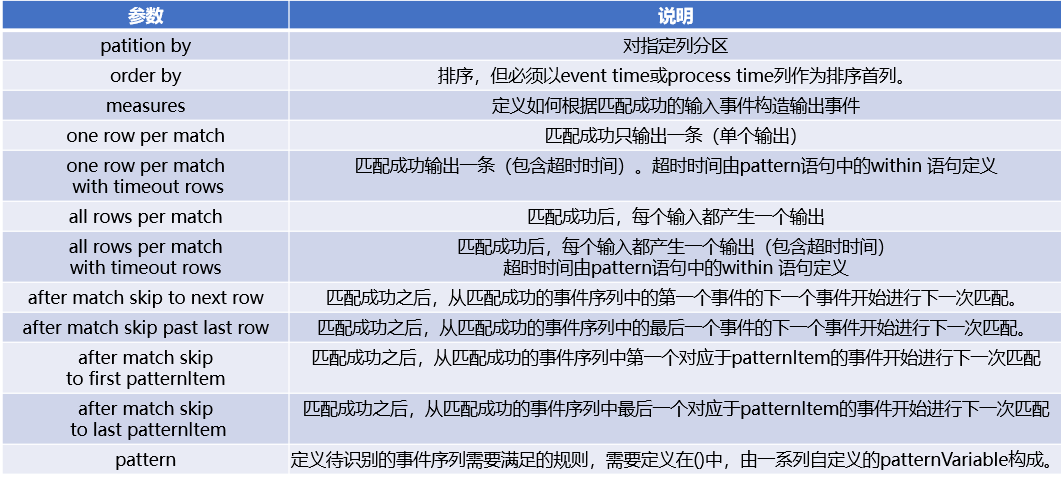 参数 说明
patition by 对指定列分区
order by 排序，但必须以event time或process time列作为排序首列。
measures 定义如何根据匹配成功的输入事件构造输出事件
one row per match 匹配成功只输出一条（单个输出）
one row per match 匹配成功输出一条（包含超时时间）。超时时间由pattern语句中的within 语句定义
with timeout rows
all rows per match 匹配成功后，每个输入都产生一个输出
all rows per match 匹配成功后，每个输入都产生一个输出（包含超时时间）
with timeout rows 超时时间由pattern语句中的within 语句定义
after match skip to next row 匹配成功之后，从匹配成功的事件序列中的第一个事件的下一个事件开始进行下一次匹配。
after match skip past last row 匹配成功之后，从匹配成功的事件序列中的最后一个事件的下一个事件开始进行下一次匹配。
after match skip 匹配成功之后，从匹配成功的事件序列中第一个对应于patternItem的事件开始进行下一次匹配
to first patternItem
after match skip 匹配成功之后，从匹配成功的事件序列中最后一个对应于patternItem的事件开始进行下一次匹配
to last patternItem
pattern 定义待识别的事件序列需要满足的规则，需要定义在()中，由一系列自定义的patternVariable构成。